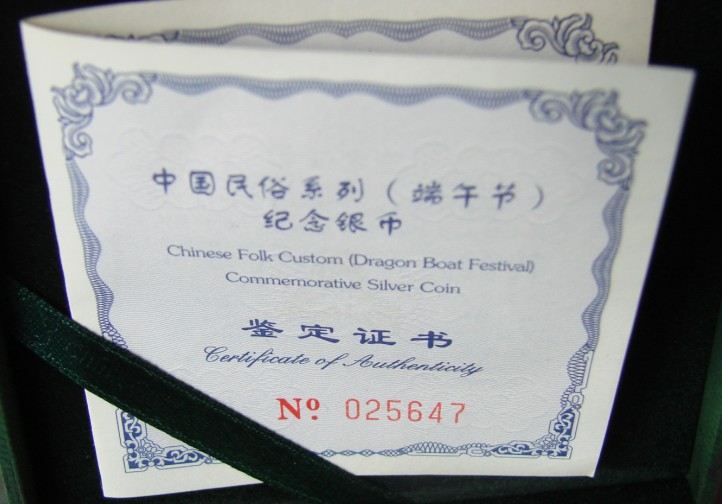 中国民俗系列（端午节）
纪念银币
Chinese Folk Custom (Dragon Boat Festival)
Commemorative Silver Coin
鉴定证书
Certificate of Authenticity
Nº 025647